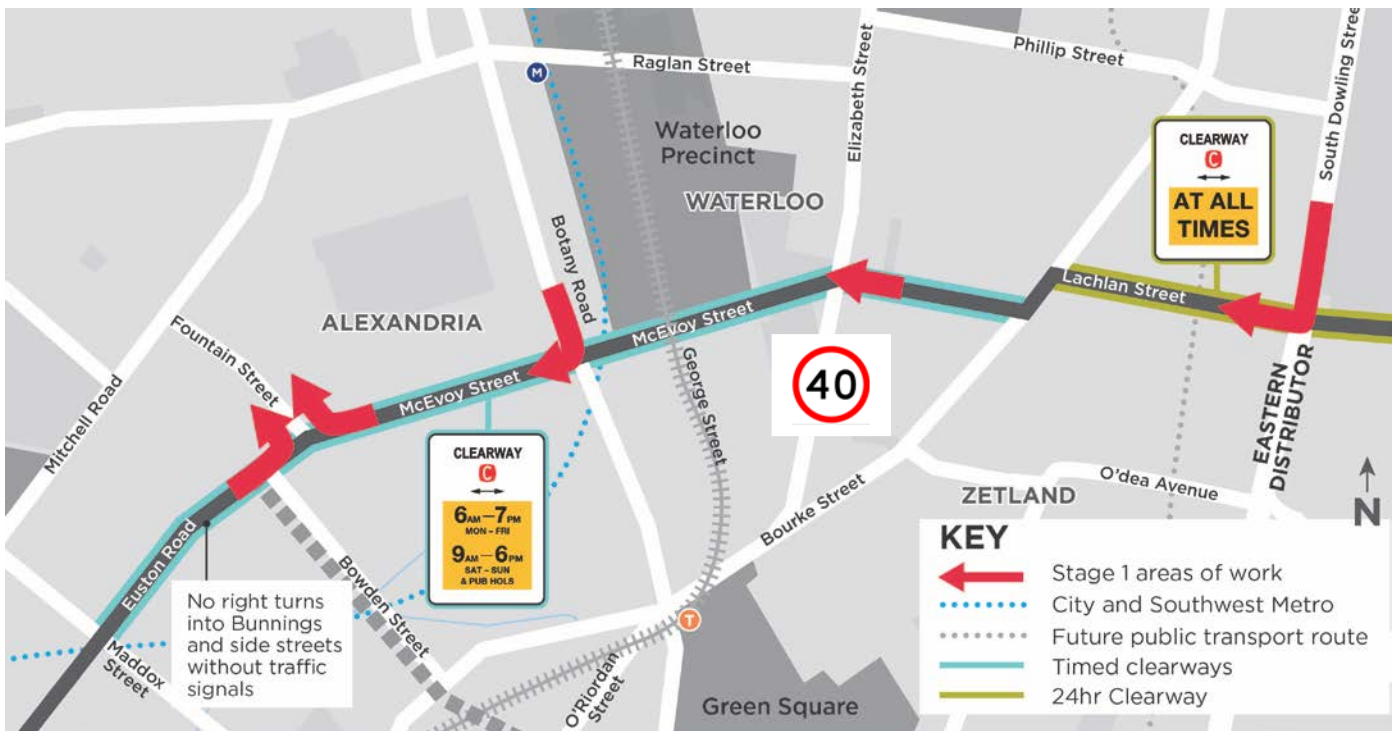 Raglan Street
Phillip Street
South Dowling Stree
Elizabeth Street
M
Waterloo
Precinct
WATERLOO
CLEARWAY
C
AT ALL
TIMES
Botany Road
Lachlan Street
Fountain Street
ALEXANDRIA
McEvoy Street
McEvoy Street
George Street
40
Mitchell Road
EASTERN
DISTRIBUTOR
CLEARWAY
C
6AM–7PM
MON – FRI
9AM–6PM
SAT – SUN
& PUB HOLS
Bourke Street
ZETLAND
O'dea Avenue
N
Euston Road
Bowden Street
No right turns
into Bunnings
and side streets
without traffic
signals
Maddox
Street
T
O'Riordan
Street
Green Square
KEY
Stage 1 areas of work
City and Southwest Metro
Future public transport route
Timed clearways
24hr Clearway